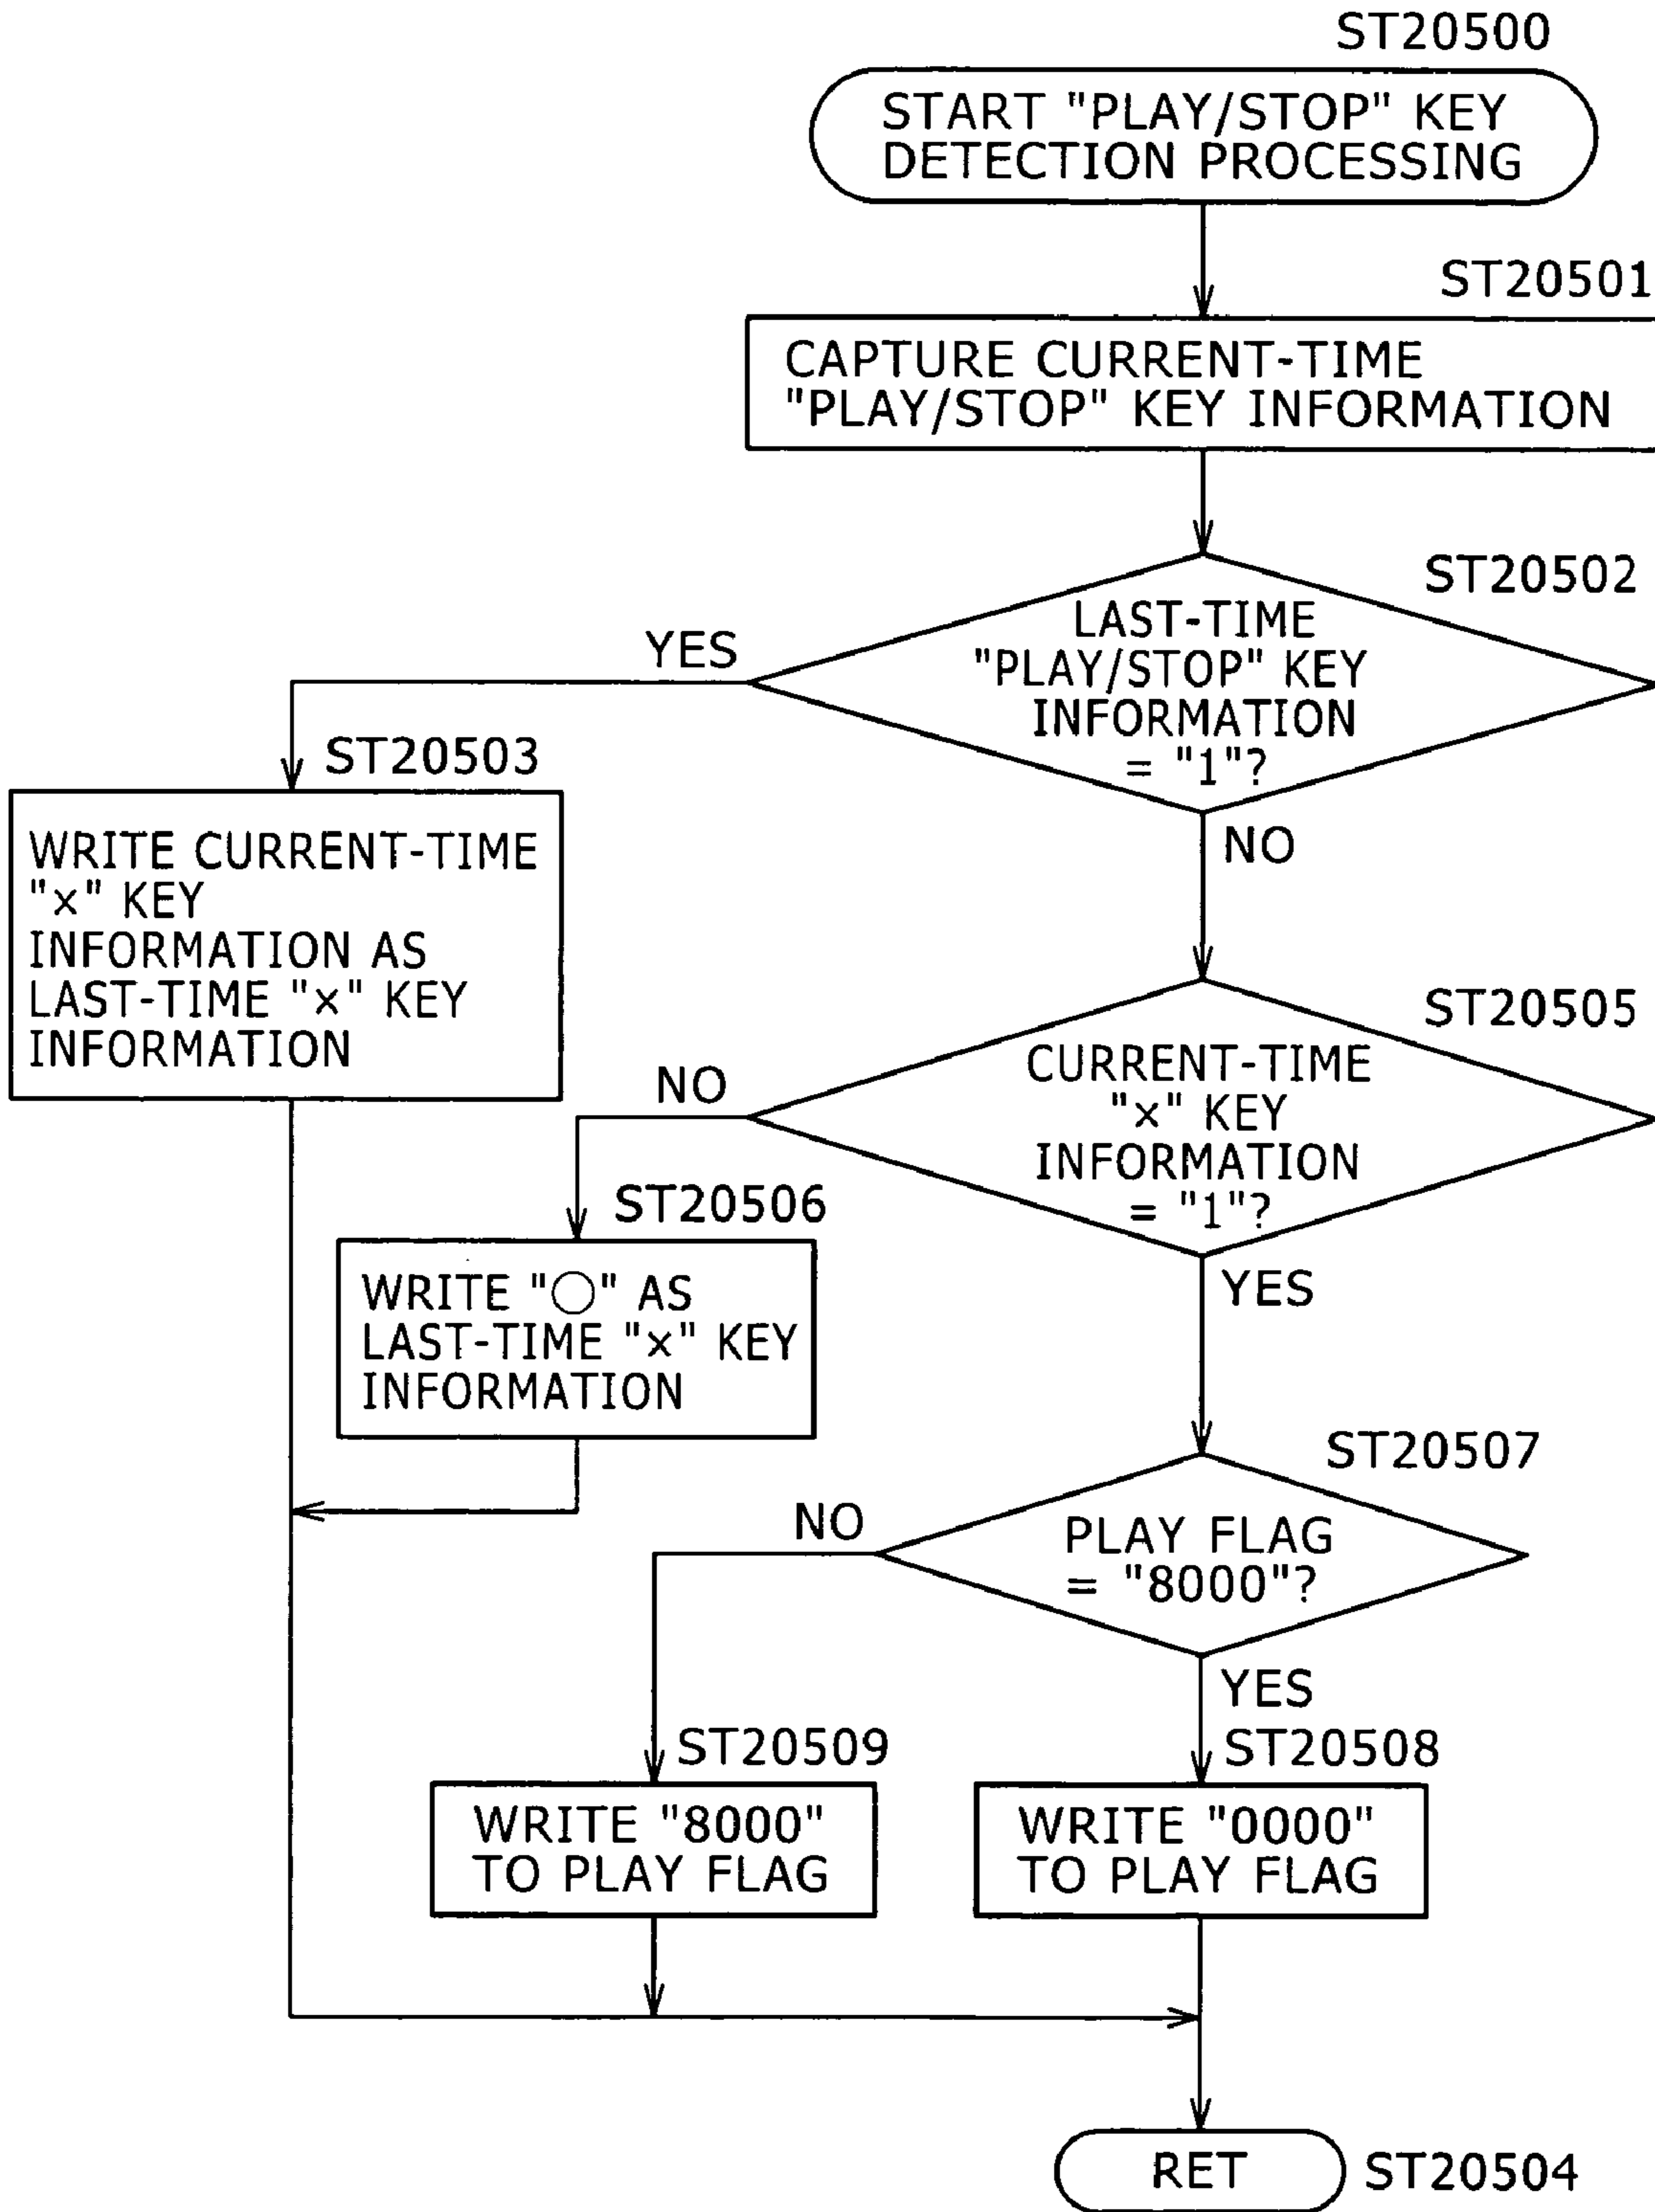 ST20500
START "PLAY/STOP" KEY
DETECTION PROCESSING
ST20501
CAPTURE CURRENT-TIME
"PLAY/STOP" KEY INFORMATION
ST20502
LAST-TIME
"PLAY/STOP" KEY
INFORMATION
= "1"?
YES
NO
ST20503
WRITE CURRENT-TIME
"×" KEY
INFORMATION AS
LAST-TIME "×" KEY
INFORMATION
ST20505
CURRENT-TIME
"×" KEY
INFORMATION
= "1"?
NO
YES
ST20506
WRITE "○" AS
LAST-TIME "×" KEY
INFORMATION
ST20507
PLAY FLAG
= "8000"?
NO
YES
ST20509
WRITE "8000"
TO PLAY FLAG
ST20508
WRITE "0000"
TO PLAY FLAG
RET
ST20504